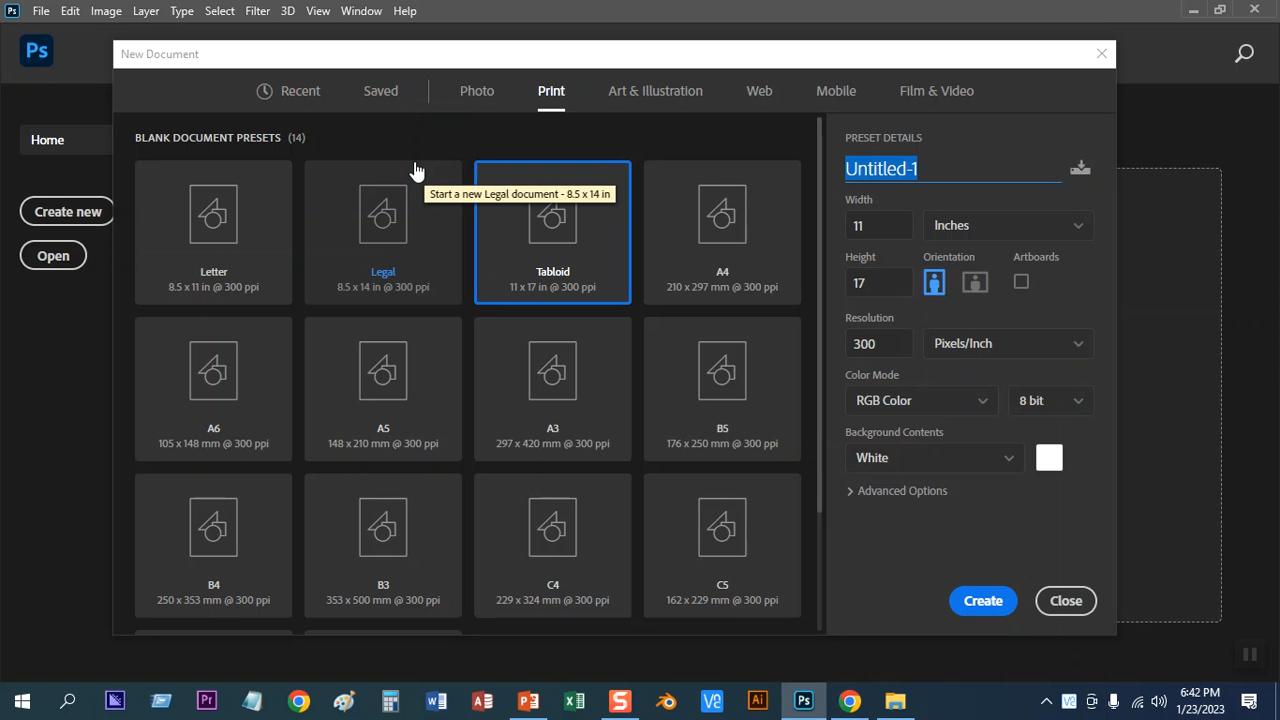 Ps File Edit Image Layer Type Select Filter 3D View Window Help
Ps
New Document
Recent Saved Photo Print Art & Illustration Web Mobile Film & Video
Home
Create new
Open
BLANK DOCUMENT PRESETS (14)
Start a new Legal document - 8.5 x 14 in
Letter Legal Tabloid A4
8.5 x 11 in @ 300 ppi 8.5 x 14 in @ 300 ppi 11 x 17 in @ 300 ppi 210 x 297 mm @ 300 ppi
A6 A5 A3 B5
105 x 148 mm @ 300 ppi 148 x 210 mm @ 300 ppi 297 x 420 mm @ 300 ppi 176 x 250 mm @ 300 ppi
B4 B3 C4 C5
250 x 353 mm @ 300 ppi 353 x 500 mm @ 300 ppi 229 x 324 mm @ 300 ppi 162 x 229 mm @ 300 ppi
PRESET DETAILS
Untitled-1
Width
11 Inches
Height Orientation Artboards
17
Resolution
300 Pixels/Inch
Color Mode
RGB Color 8 bit
Background Contents
White
Advanced Options
Create Close
Pr Ai Ps
6:42 PM
1/23/2023